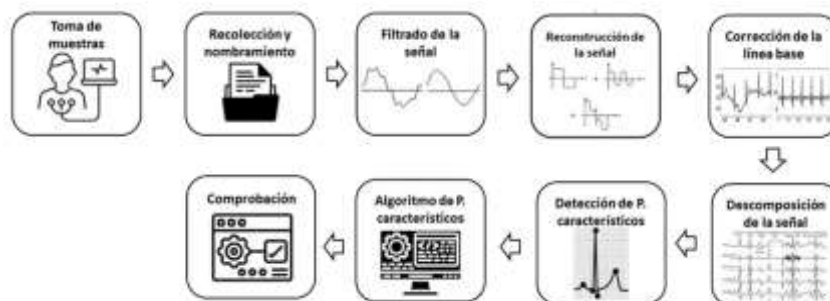 Toma de
muestras
Recolección y
nombramiento
Filtrado de la
señal
Reconstrucción de
la señal
Corrección de la
línea base
Descomposición
de la señal
Detección de P.
característicos
Algoritmo de P.
característicos
Comprobación